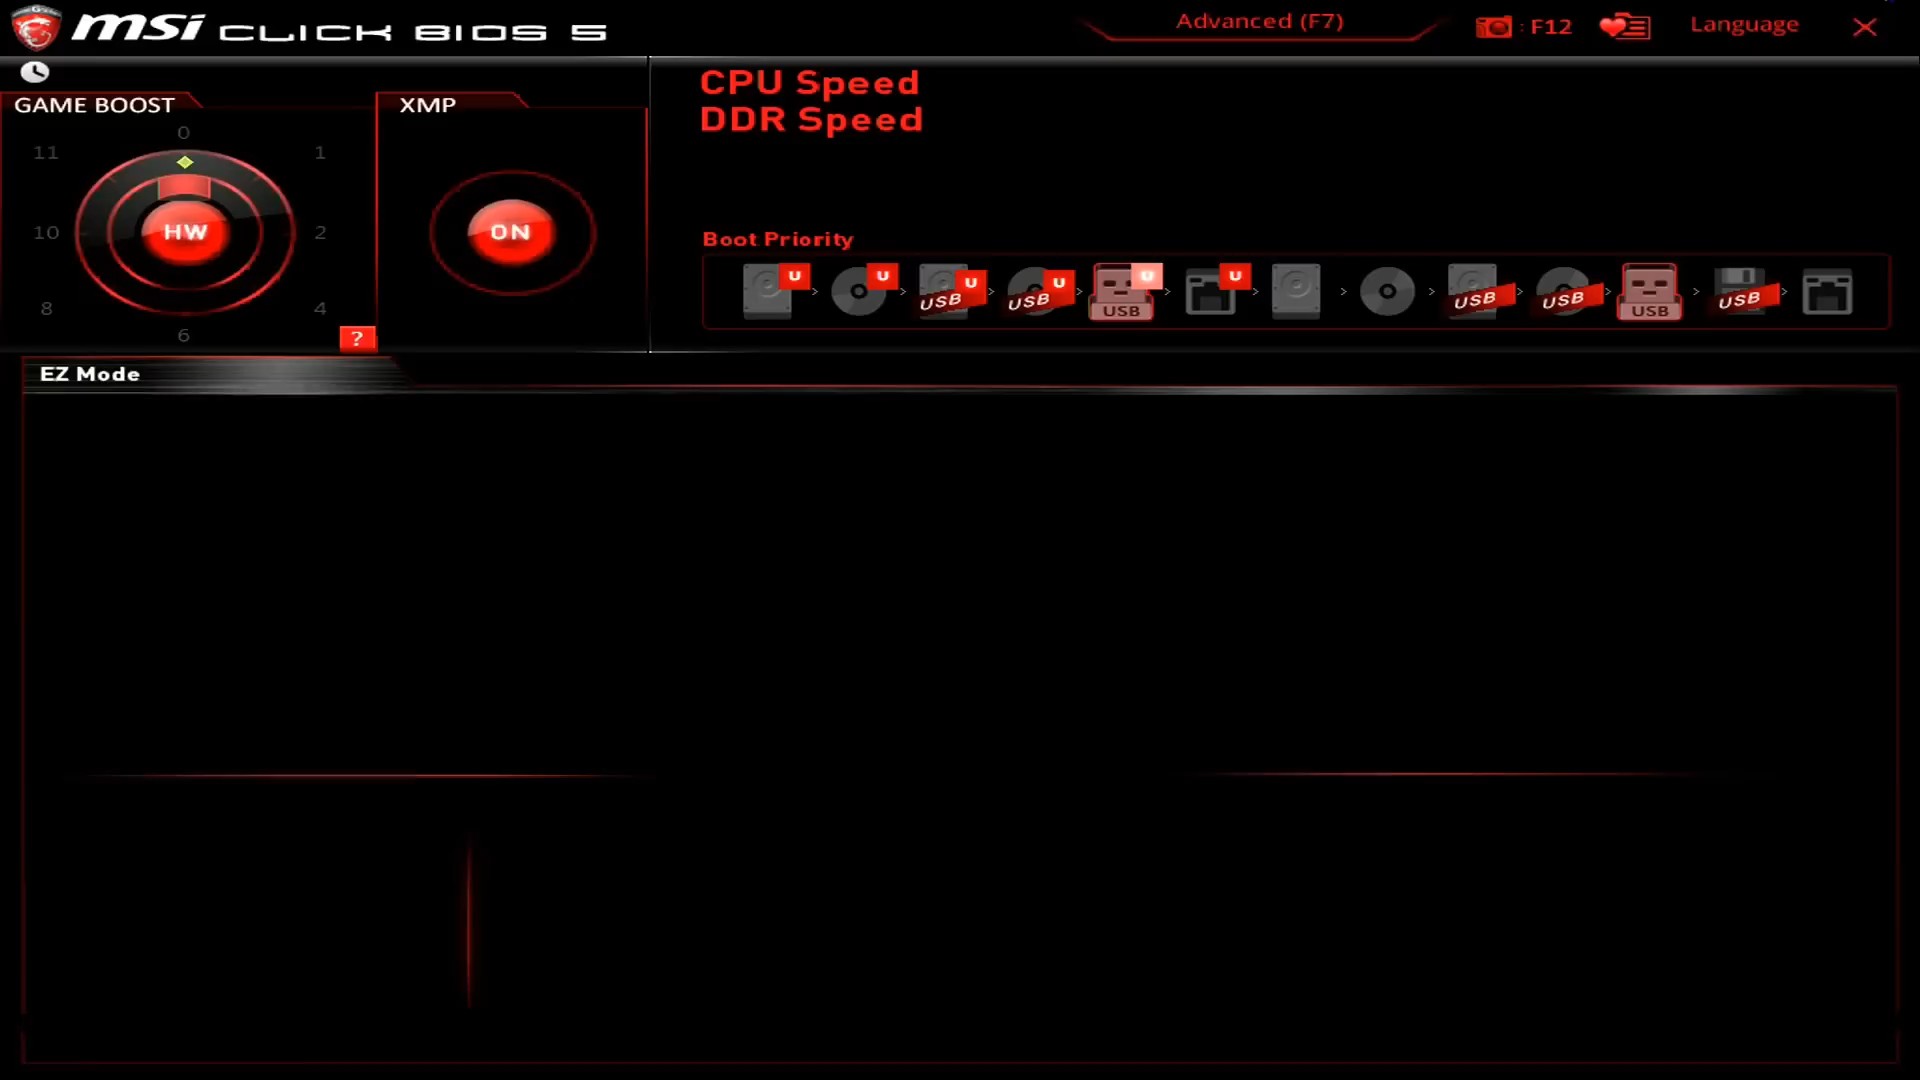 msi CLICK BIOS 5
Advanced (F7)
: F12
Language
GAME BOOST
XMP
CPU Speed
DDR Speed
0
11
1
HW
10
2
ON
8
4
6
?
Boot Priority
U
U
USB U
USB U
USB U
U
USB
USB
USB
USB
EZ Mode